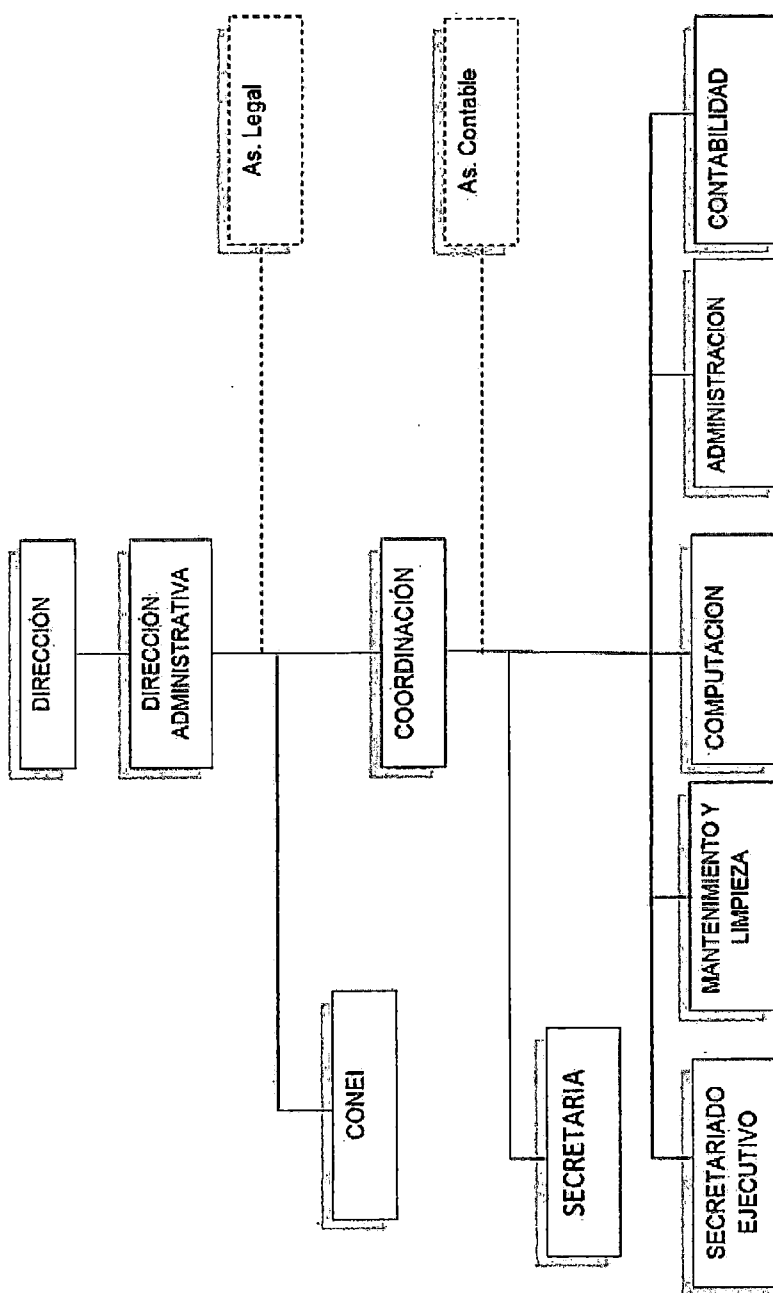 DIRECCIÓN
DIRECCIÓN
ADMINISTRATIVA
As. Legal
CONEI
COORDINACIÓN
As. Contable
SECRETARIA
SECRETARIADO
EJECUTIVO
MANTENIMIENTO Y
LIMPIEZA
COMPUTACION
ADMINISTRACION
CONTABILIDAD